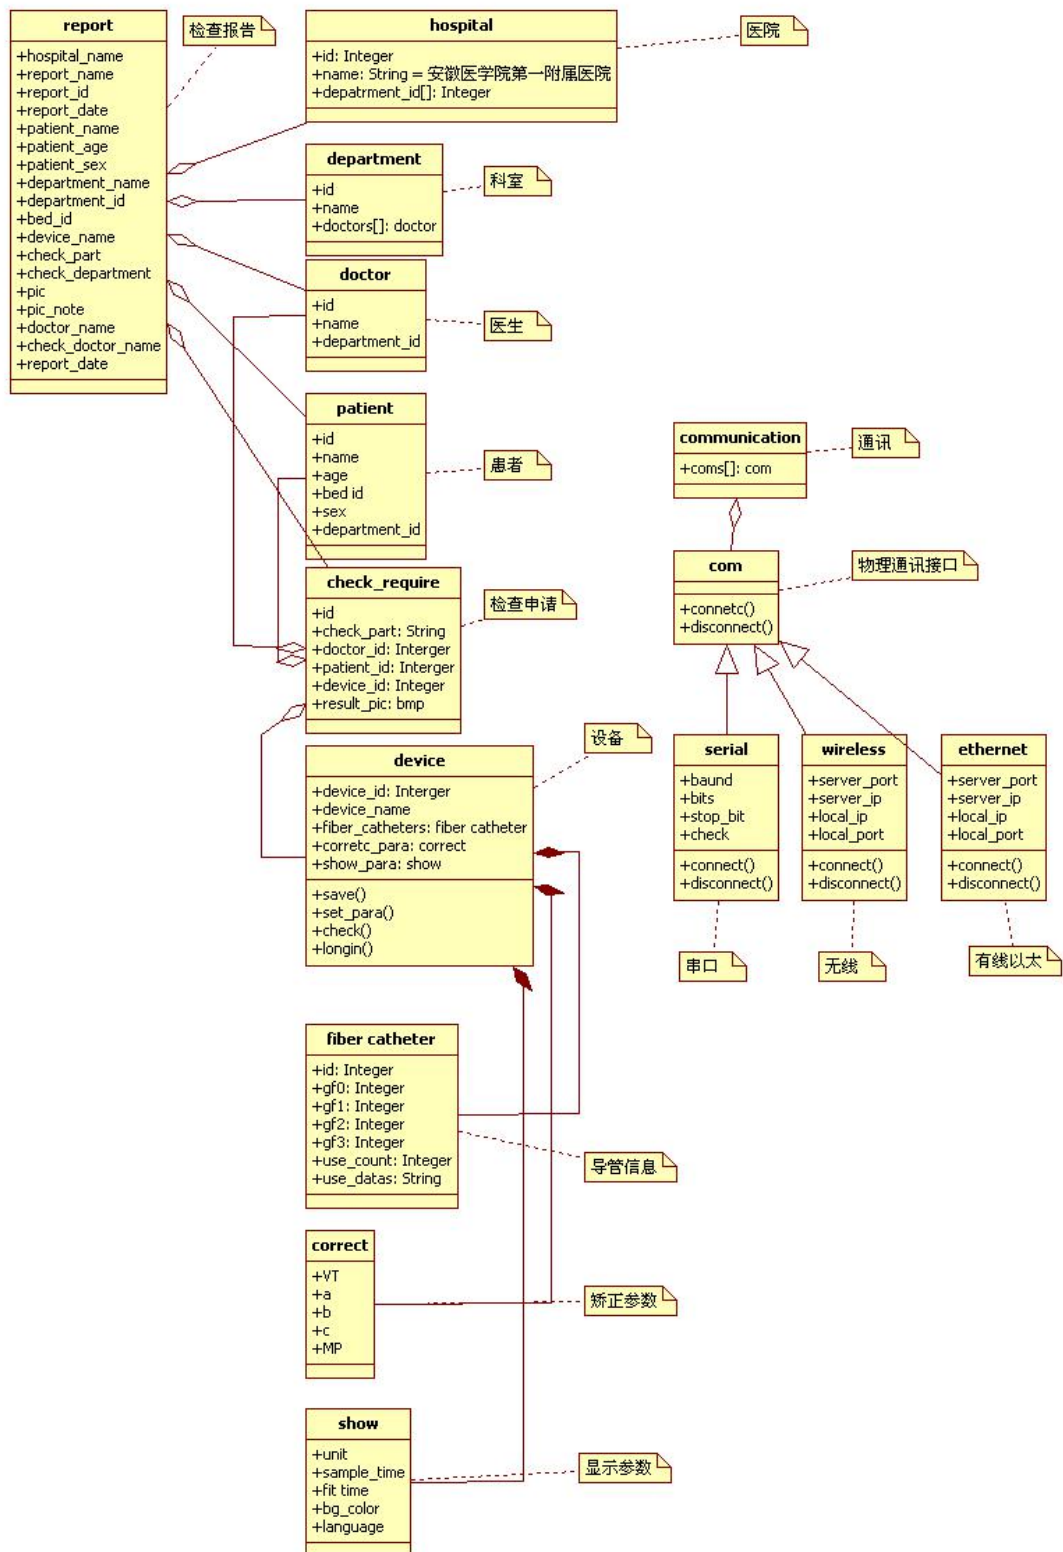 report
+hospital_name
+report_name
+report_id
+report_date
+patient_name
+patient_age
+patient_sex
+department_name
+department_id
+bed_id
+device_name
+check_part
+check_department
+pic
+pic_note
+doctor_name
+check_doctor_name
+report_date
检查报告
hospital
+id: Integer
+name: String = 安徽医学院第一附属医院
+depatrment_id[]: Integer
医院
department
+id
+name
+doctors[]: doctor
科室
doctor
+id
+name
+department_id
医生
patient
+id
+name
+age
+bed id
+sex
+department_id
患者
check_require
+id
+check_part: String
+doctor_id: Interger
+patient_id: Interger
+device_id: Integer
+result_pic: bmp
检查申请
device
+device_id: Interger
+device_name
+fiber_catheters: fiber catheter
+corretc_para: correct
+show_para: show
+save()
+set_para()
+check()
+longin()
设备
fiber catheter
+id: Integer
+gf0: Integer
+gf1: Integer
+gf2: Integer
+gf3: Integer
+use_count: Integer
+use_datas: String
导管信息
correct
+VT
+a
+b
+c
+MP
矫正参数
show
+unit
+sample_time
+fit time
+bg_color
+language
显示参数
communication
+coms[]: com
通讯
com
+connetc()
+disconnect()
物理通讯接口
serial
+baund
+bits
+stop_bit
+check
+connect()
+disconnect()
串口
wireless
+server_port
+server_ip
+local_ip
+local_port
+connect()
+disconnect()
无线
ethernet
+server_port
+server_ip
+local_ip
+local_port
+connect()
+disconnect()
有线以太